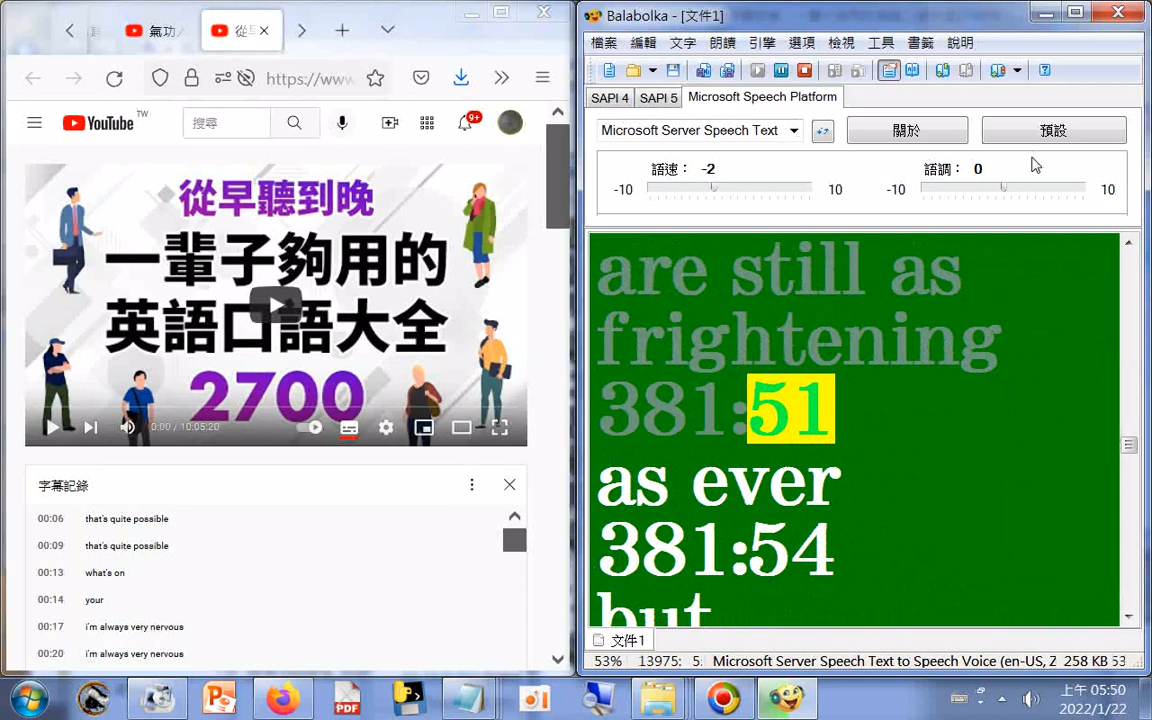 氣功
從
https://www
9+
YouTube TW
搜尋
從早聽到晚
一輩子夠用的
英語口語大全
2700
0:00 / 10:05:20
字幕記錄
00:06 that's quite possible
00:09 that's quite possible
00:13 what's on
00:14 your
00:17 i'm always very nervous
00:20 i'm always very nervous
Balabolka - [文件1]
檔案 編輯 文字 朗讀 引擎 選項 檢視 工具 書籤 說明
SAPI 4 SAPI 5 Microsoft Speech Platform
Microsoft Server Speech Text 關於 預設
語速： -2 語調： 0
-10 10 -10 10
are still as
frightening
381:51
as ever
381:54
but
文件1
53% 13975: 5: Microsoft Server Speech Text to Speech Voice (en-US, Z 258 KB 53
PDF
上午 05:50
2022/1/22